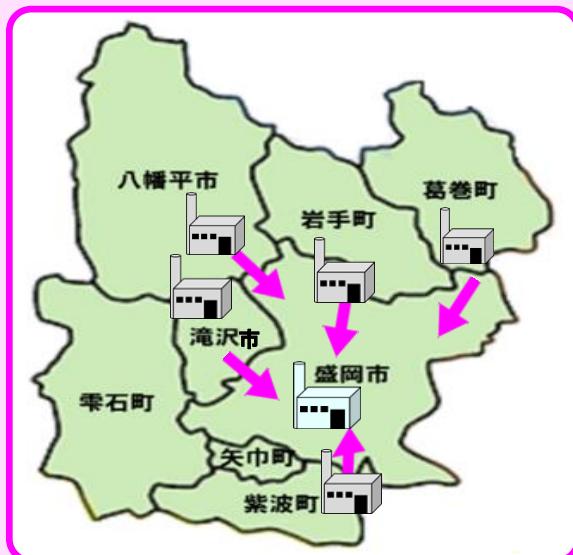 八幡平市
葛巻町
岩手町
滝沢市
盛岡市
雫石町
矢巾町
紫波町